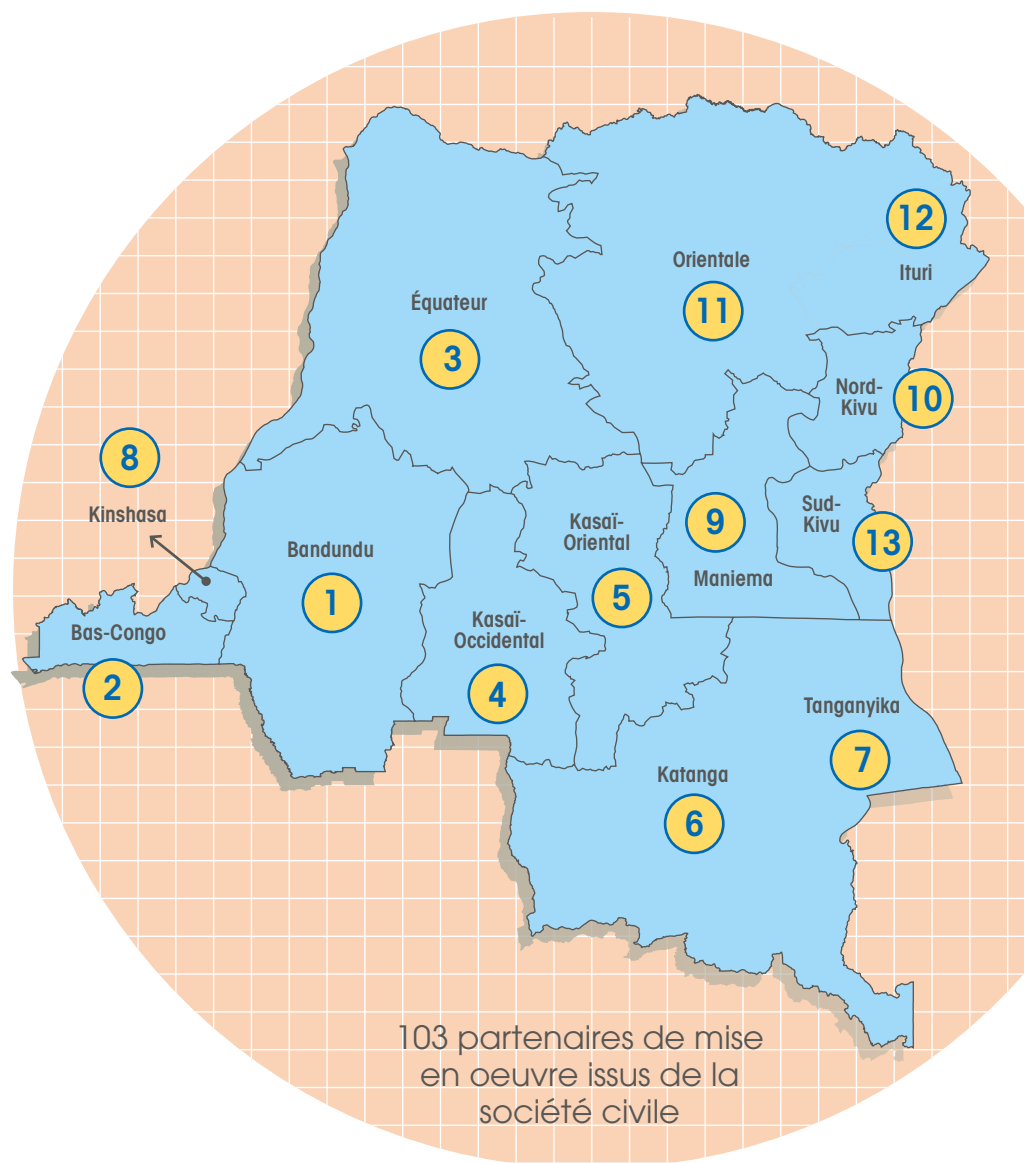 12
Ituri
Orientale
11
Équateur
3
Nord-
Kivu
10
8
Kinshasa
Sud-
Kivu
13
9
Maniema
Kasaï-
Oriental
5
Bandundu
1
Bas-Congo
2
Kasaï-
Occidental
4
Tanganyika
7
Katanga
6
103 partenaires de mise
en oeuvre issus de la
société civile